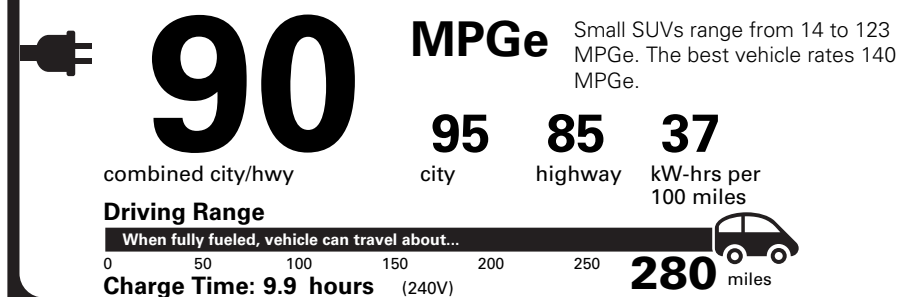 90
MPGe
Small SUVs range from 14 to 123
MPGe. The best vehicle rates 140
MPGe.
95 85 37
combined city/hwy city highway kW-hrs per
100 miles
Driving Range
When fully fueled, vehicle can travel about...
0 50 100 150 200 250 280 miles
Charge Time: 9.9 hours (240V)